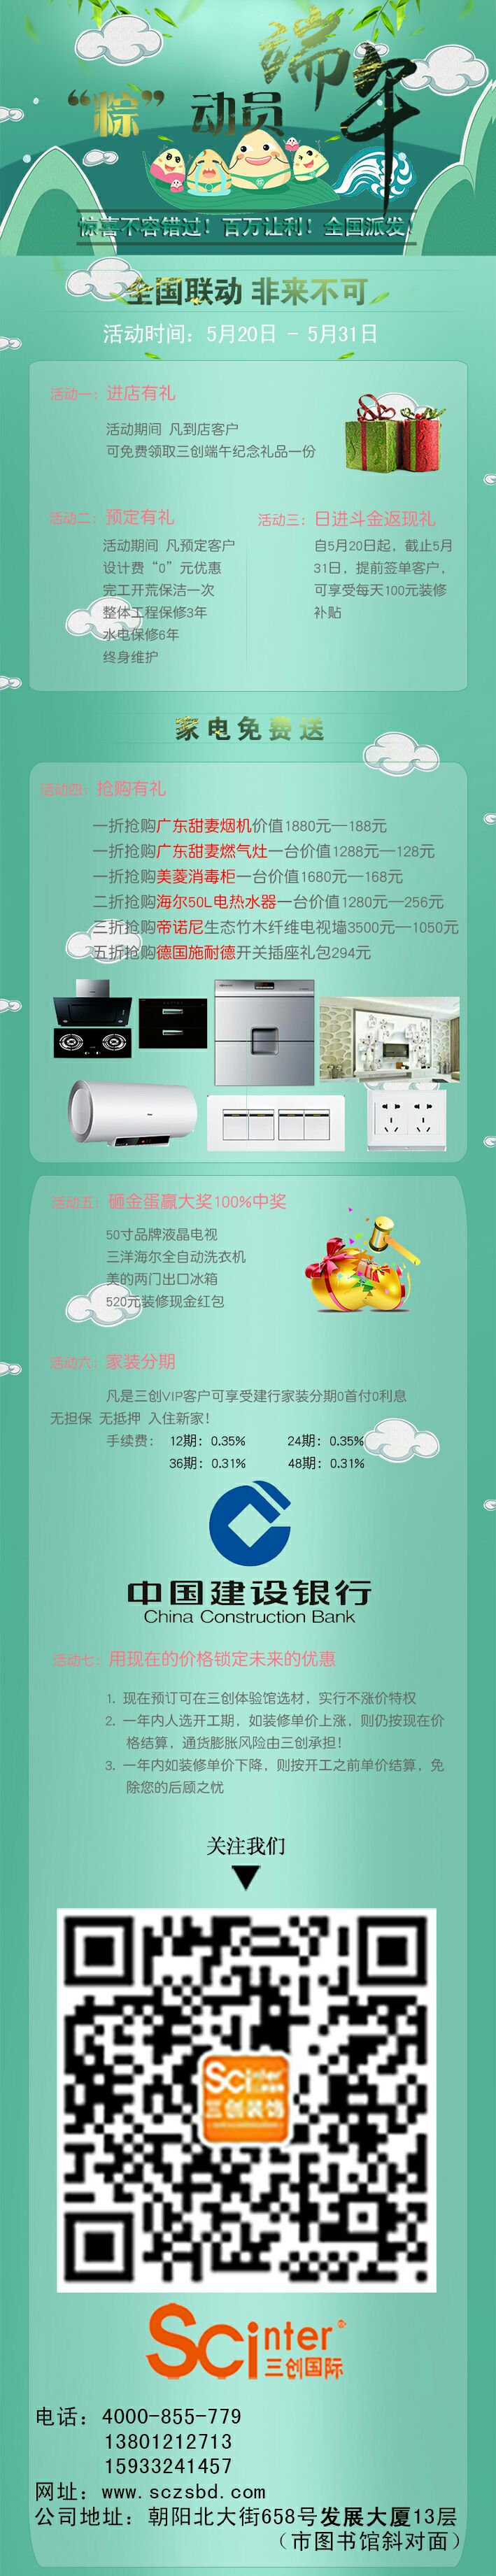 端午
“粽”动员
惊喜不容错过！百万让利！全国派发！
全国联动 非来不可
活动时间：5月20日 - 5月31日
活动一：进店有礼
活动期间 凡到店客户
可免费领取三创端午纪念礼品一份
活动二：预定有礼
活动期间 凡预定客户
设计费“0”元优惠
完工开荒保洁一次
整体工程保修3年
水电保修6年
终身维护
活动三：日进斗金返现礼
自5月20日起，截止5月
31日，提前签单客户，
可享受每天100元装修
补贴
家电免费送
活动四：抢购有礼
一折抢购广东甜妻烟机价值1880元—188元
一折抢购广东甜妻燃气灶一台价值1288元—128元
一折抢购美菱消毒柜一台价值1680元—168元
二折抢购海尔50L电热水器一台价值1280元—256元
三折抢购帝诺尼生态竹木纤维电视墙3500元—1050元
五折抢购德国施耐德开关插座礼包294元
活动五：砸金蛋赢大奖100%中奖
50寸品牌液晶电视
三洋海尔全自动洗衣机
美的两门出口冰箱
520元装修现金红包
活动六：家装分期
凡是三创VIP客户可享受建行家装分期0首付0利息
无担保 无抵押 入住新家！
手续费： 12期：0.35% 24期：0.35%
36期：0.31% 48期：0.31%
中国建设银行
China Construction Bank
活动七：用现在的价格锁定未来的优惠
1. 现在预订可在三创体验馆选材，实行不涨价特权
2. 一年内人选开工期，如装修单价上涨，则仍按现在价
格结算，通货膨胀风险由三创承担！
3. 一年内如装修单价下降，则按开工之前单价结算，免
除您的后顾之忧
关注我们
Scinter
三创装饰
Scinter
三创国际
电话：4000-855-779
13801212713
15933241457
网址：www.sczsbd.com
公司地址：朝阳北大街658号发展大厦13层
（市图书馆斜对面）